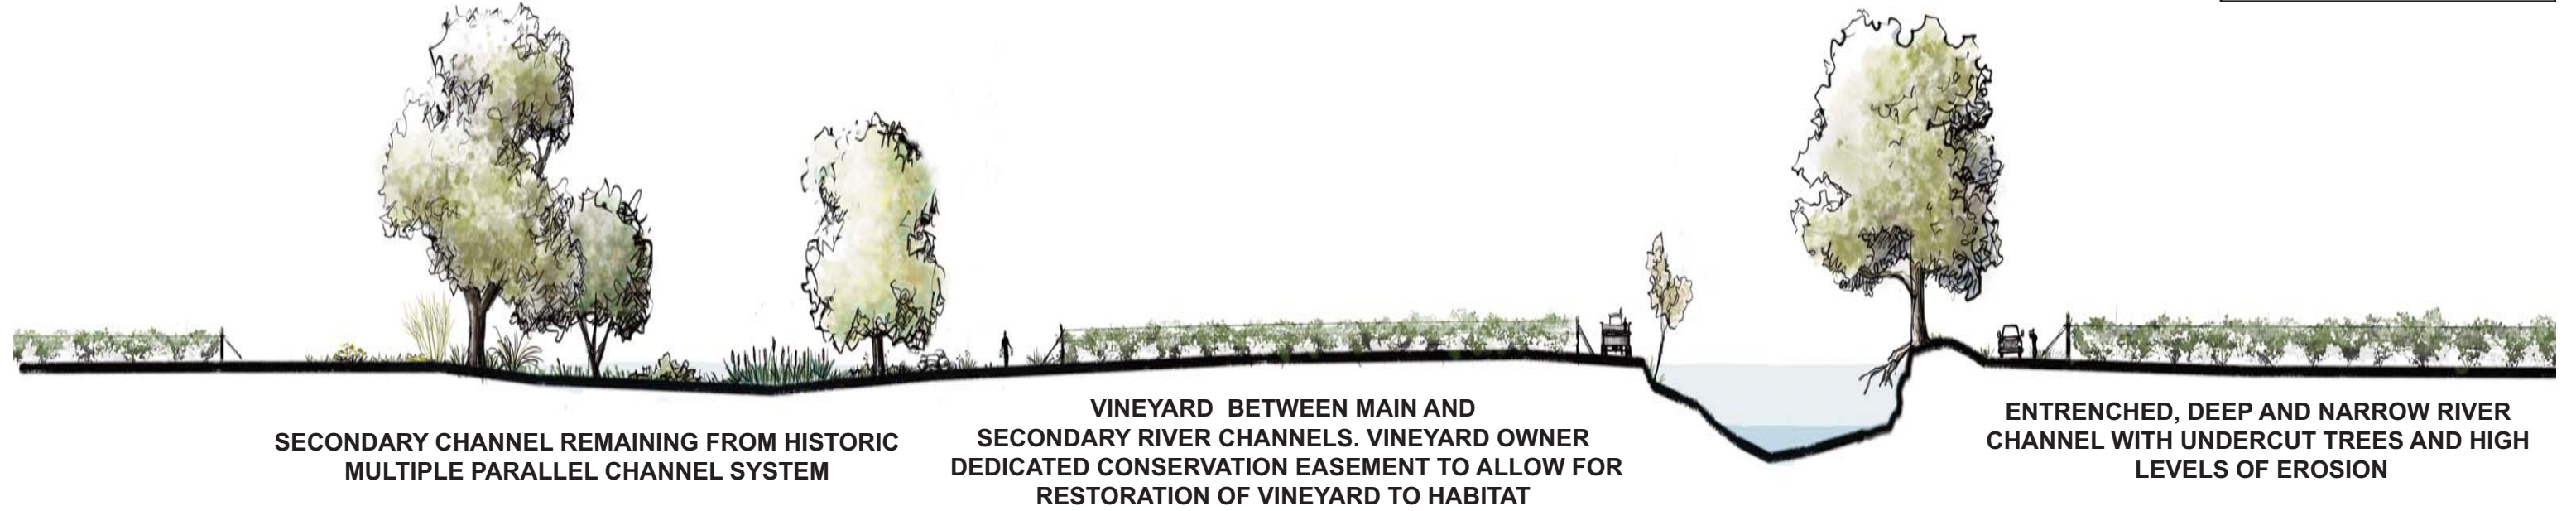 SECONDARY CHANNEL REMAINING FROM HISTORIC
MULTIPLE PARALLEL CHANNEL SYSTEM
VINEYARD  BETWEEN MAIN AND
SECONDARY RIVER CHANNELS. VINEYARD OWNER
DEDICATED CONSERVATION EASEMENT TO ALLOW FOR
RESTORATION OF VINEYARD TO HABITAT
ENTRENCHED, DEEP AND NARROW RIVER
CHANNEL WITH UNDERCUT TREES AND HIGH
LEVELS OF EROSION